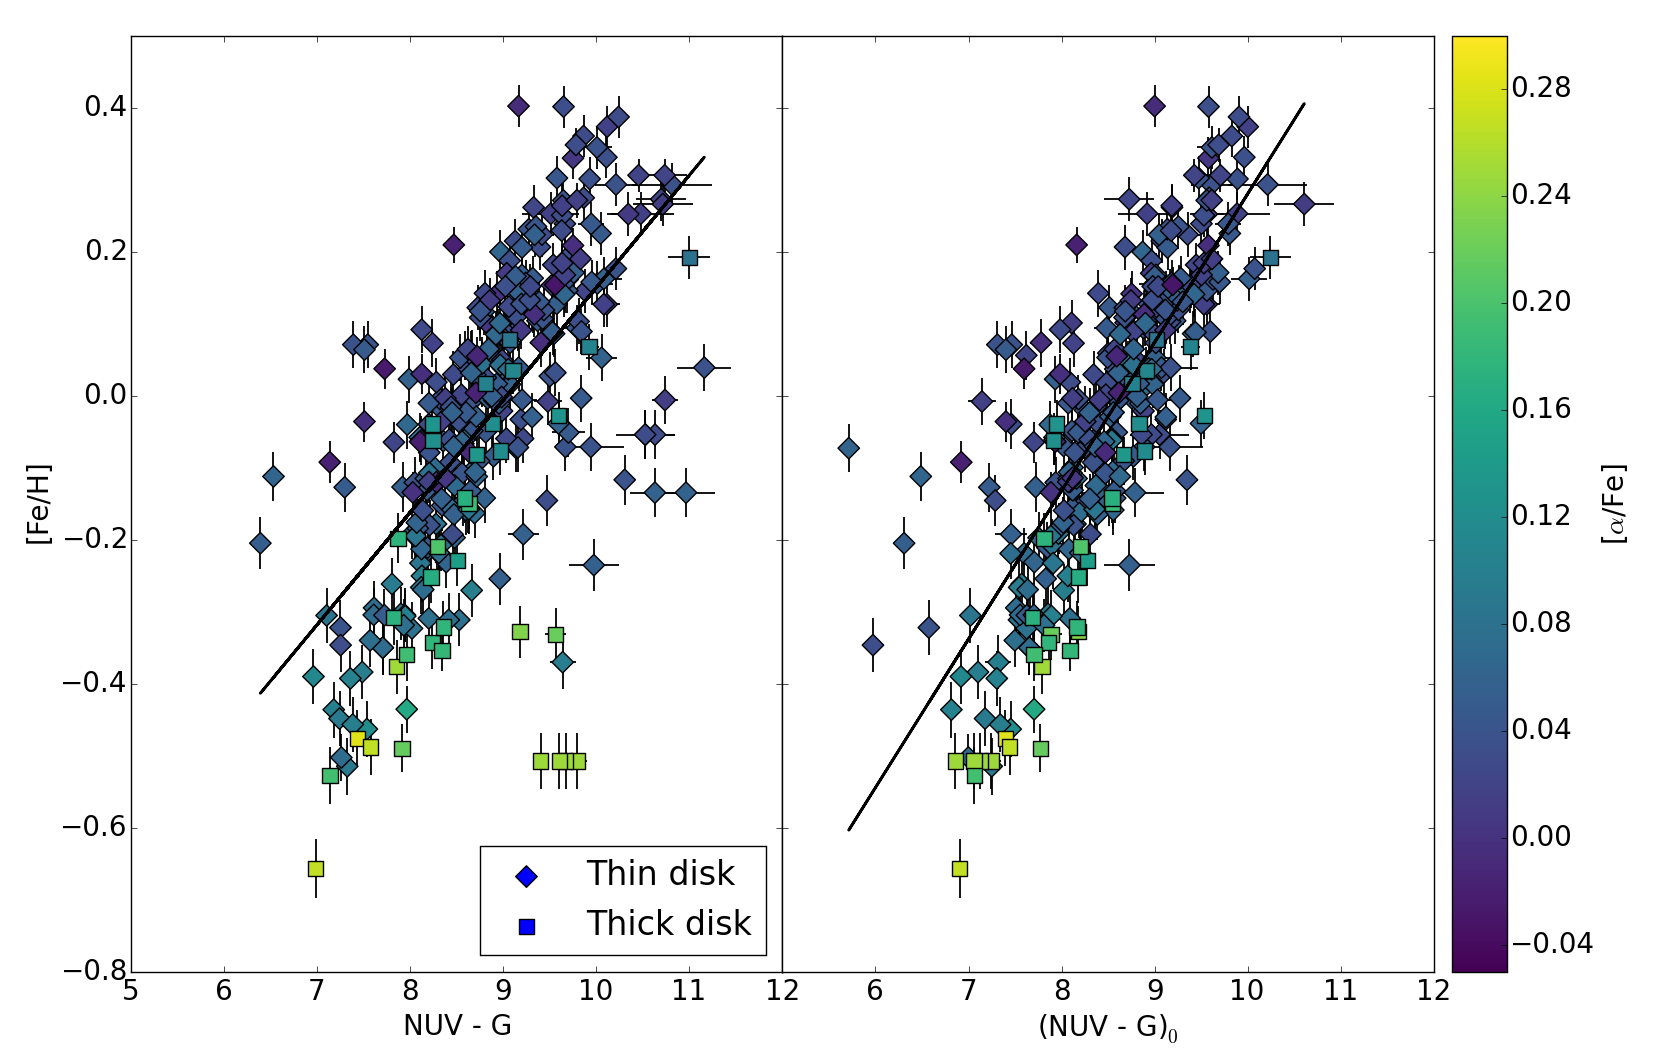 0.4
0.2
0.0
−0.2
−0.4
−0.6
−0.8
[Fe/H]
5 6 7 8 9 10 11 12
NUV - G
Thin disk
Thick disk
6 7 8 9 10 11 12
(NUV - G)₀
0.28
0.24
0.20
0.16
0.12
0.08
0.04
0.00
−0.04
[α/Fe]